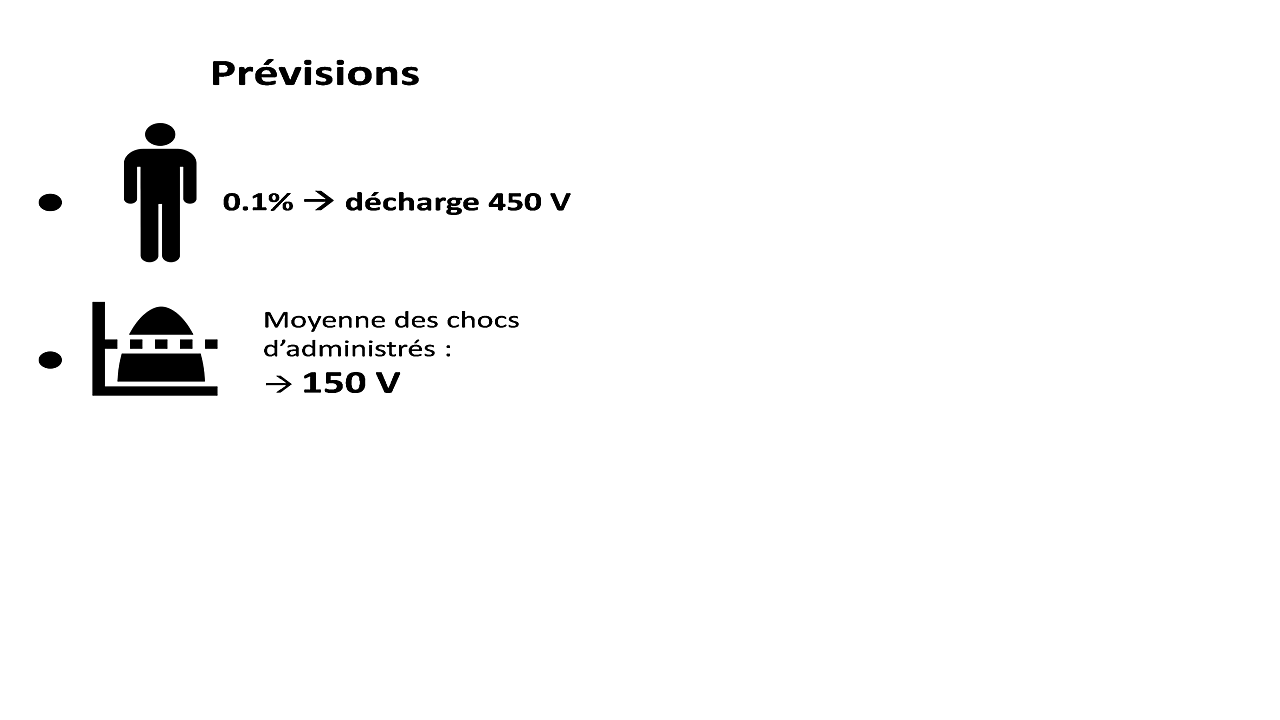 Prévisions
0.1% → décharge 450 V
Moyenne des chocs
d’administrés :
→ 150 V